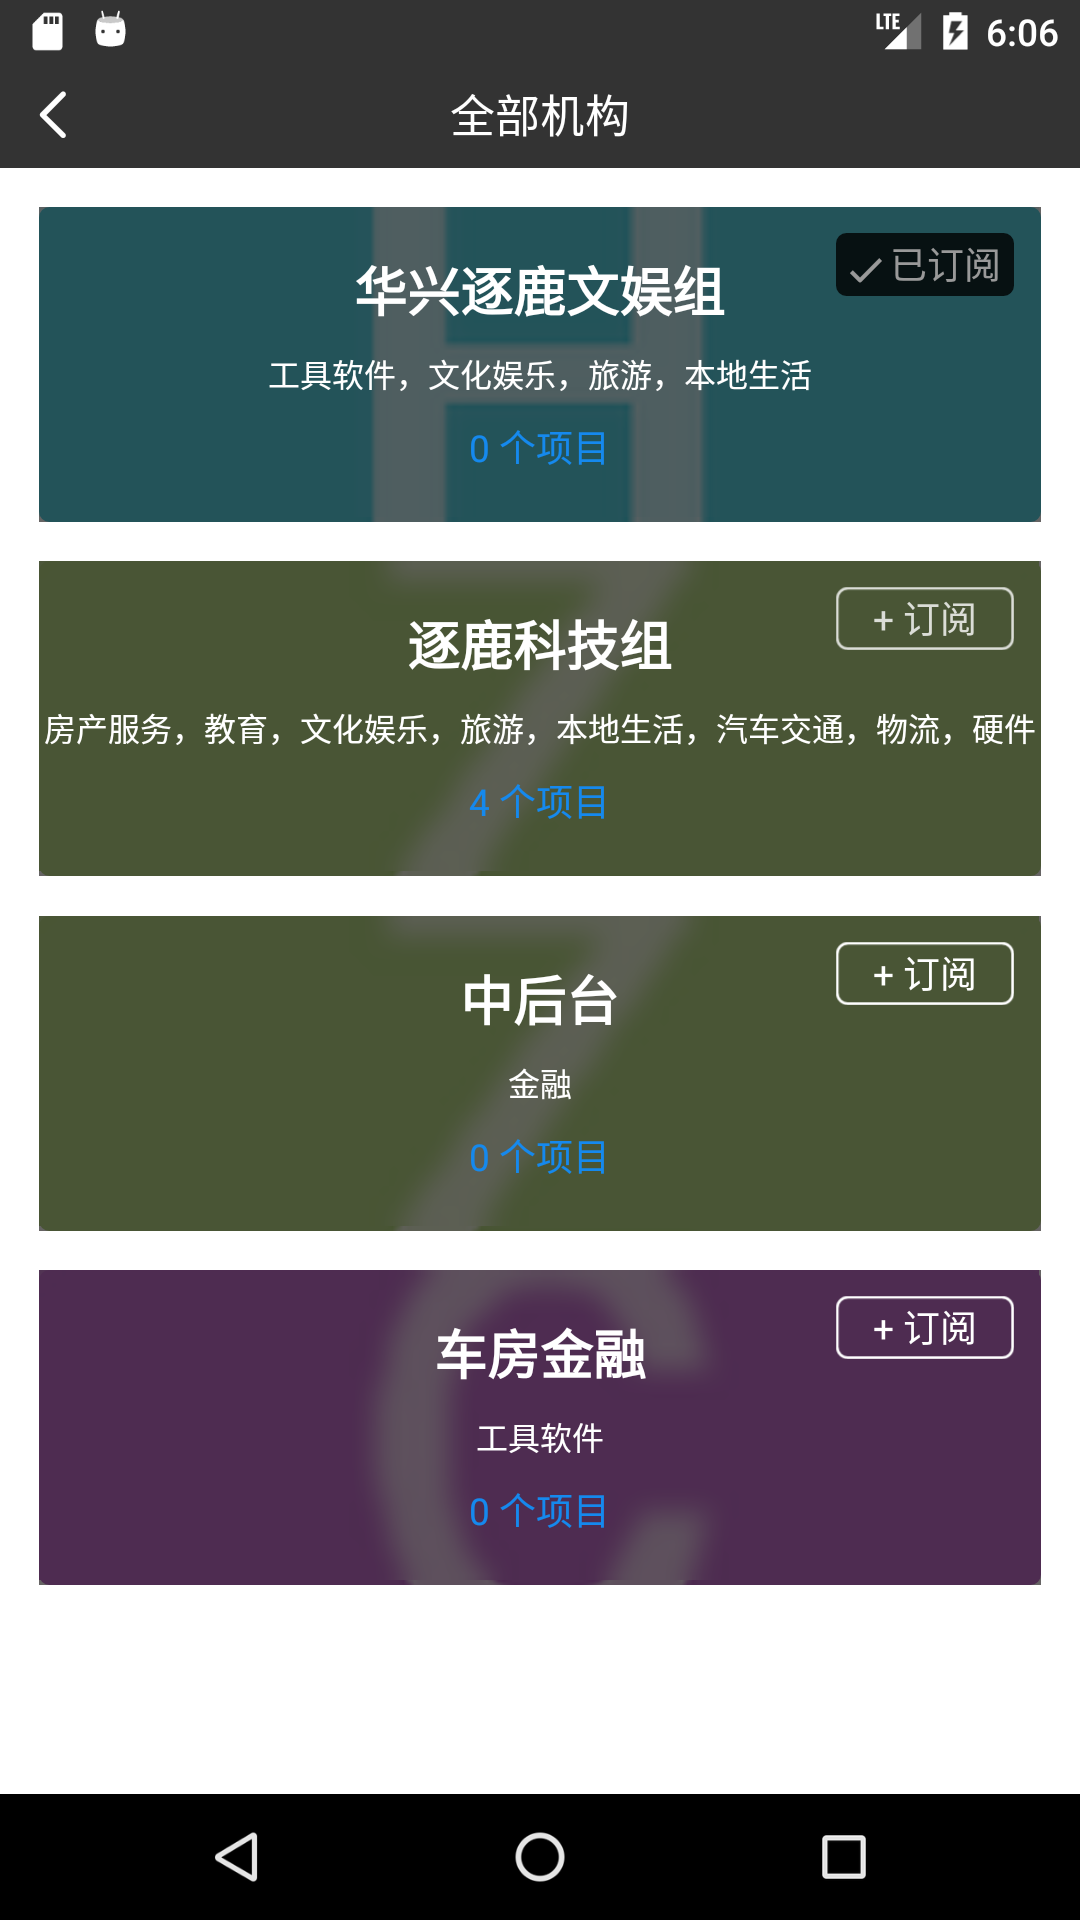 LTE 6:06
全部机构
已订阅
华兴逐鹿文娱组
工具软件，文化娱乐，旅游，本地生活
0 个项目
+ 订阅
逐鹿科技组
房产服务，教育，文化娱乐，旅游，本地生活，汽车交通，物流，硬件
4 个项目
+ 订阅
中后台
金融
0 个项目
+ 订阅
车房金融
工具软件
0 个项目